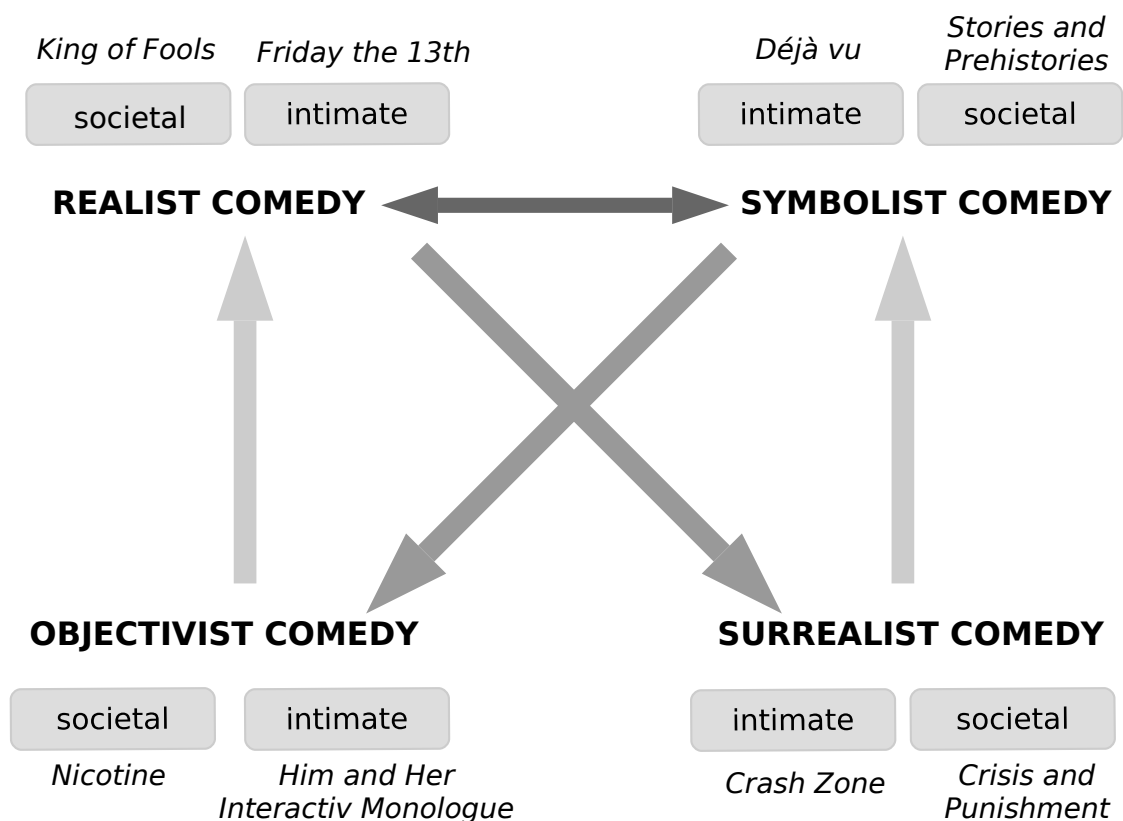 King of Fools
Friday the 13th
Déjà vu
Stories and
Prehistories
societal
intimate
intimate
societal
REALIST COMEDY
SYMBOLIST COMEDY
OBJECTIVIST COMEDY
SURREALIST COMEDY
societal
intimate
intimate
societal
Nicotine
Him and Her
Interactiv Monologue
Crash Zone
Crisis and
Punishment